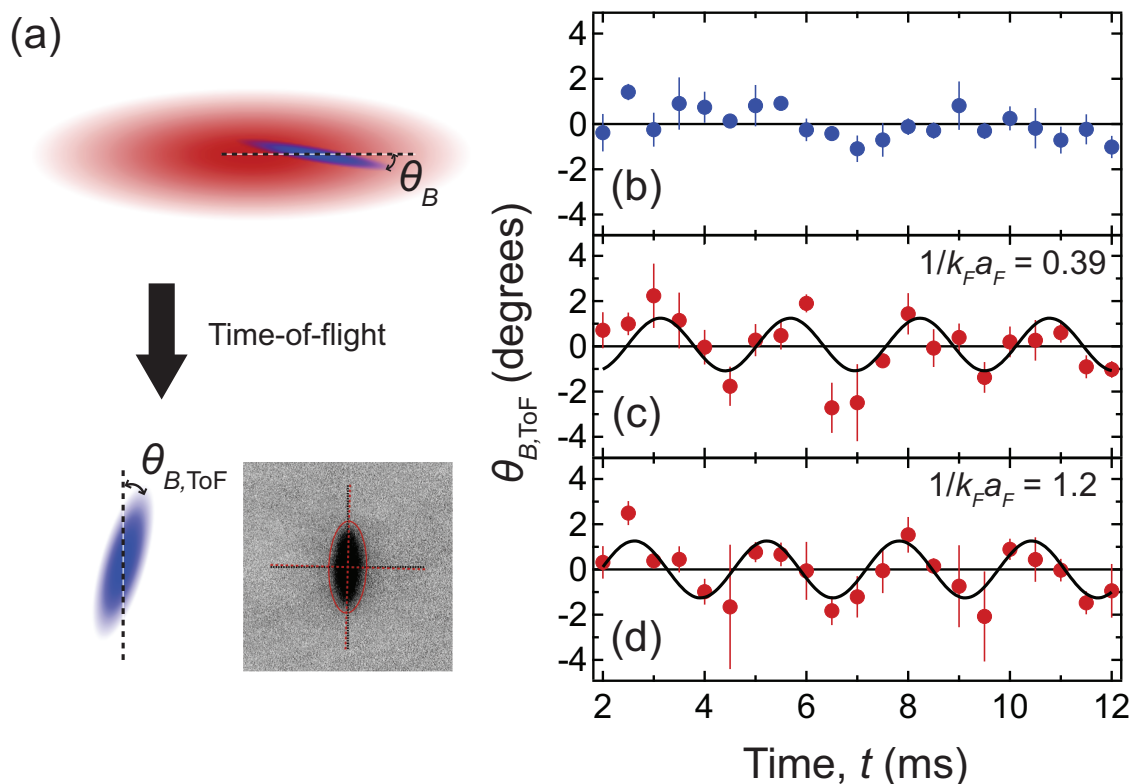 (a)
θB
Time-of-flight
θB,ToF
θB,ToF (degrees)
4
2
0
-2
-4
(b)
4
2
0
-2
-4
1/kFaF = 0.39
(c)
4
2
0
-2
-4
1/kFaF = 1.2
(d)
2 4 6 8 10 12
Time, t (ms)